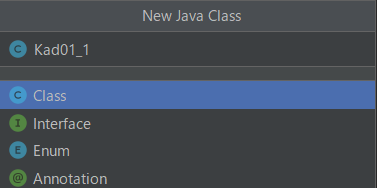 New Java Class
C Kad01_1
C Class
I Interface
E Enum
@ Annotation